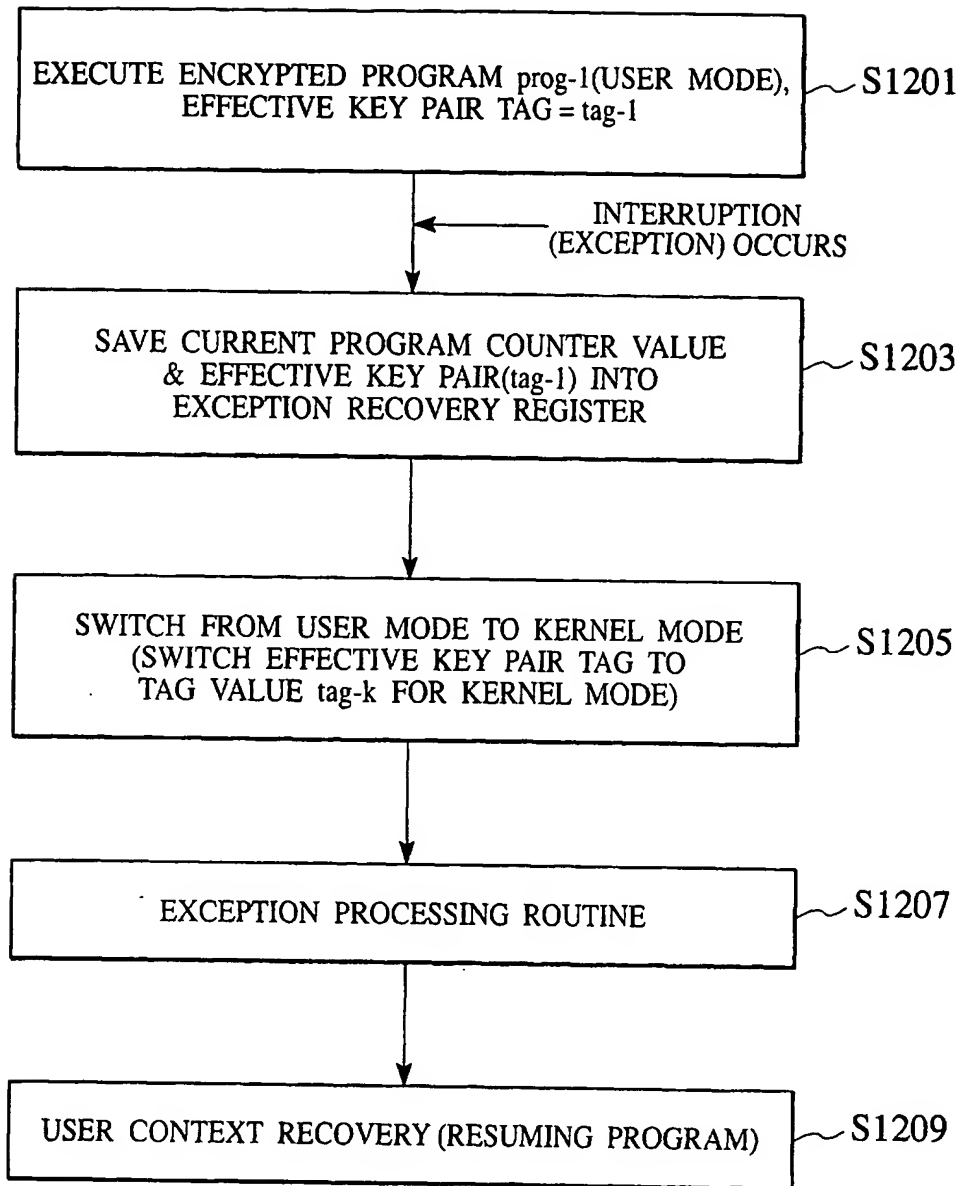 EXECUTE ENCRYPTED PROGRAM prog-1(USER MODE),
EFFECTIVE KEY PAIR TAG = tag-1
S1201
INTERRUPTION
(EXCEPTION) OCCURS
SAVE CURRENT PROGRAM COUNTER VALUE
& EFFECTIVE KEY PAIR(tag-1) INTO
EXCEPTION RECOVERY REGISTER
S1203
SWITCH FROM USER MODE TO KERNEL MODE
(SWITCH EFFECTIVE KEY PAIR TAG TO
TAG VALUE tag-k FOR KERNEL MODE)
S1205
EXCEPTION PROCESSING ROUTINE
S1207
USER CONTEXT RECOVERY (RESUMING PROGRAM)
S1209